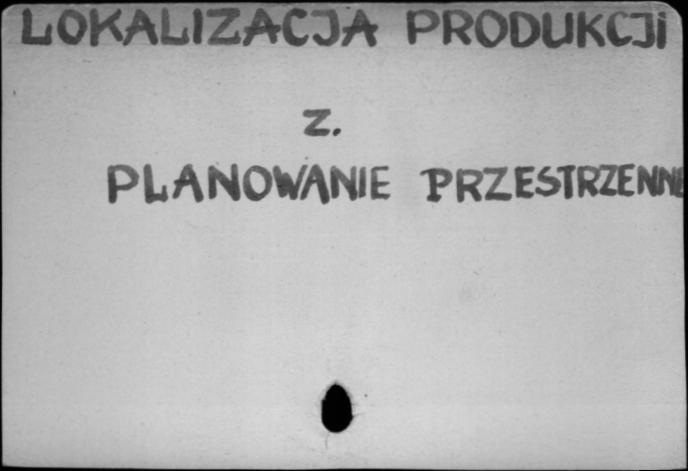 LOKALIZACJA PRODUKCJI
z.
PLANOWANIE PRZESTRZENNE